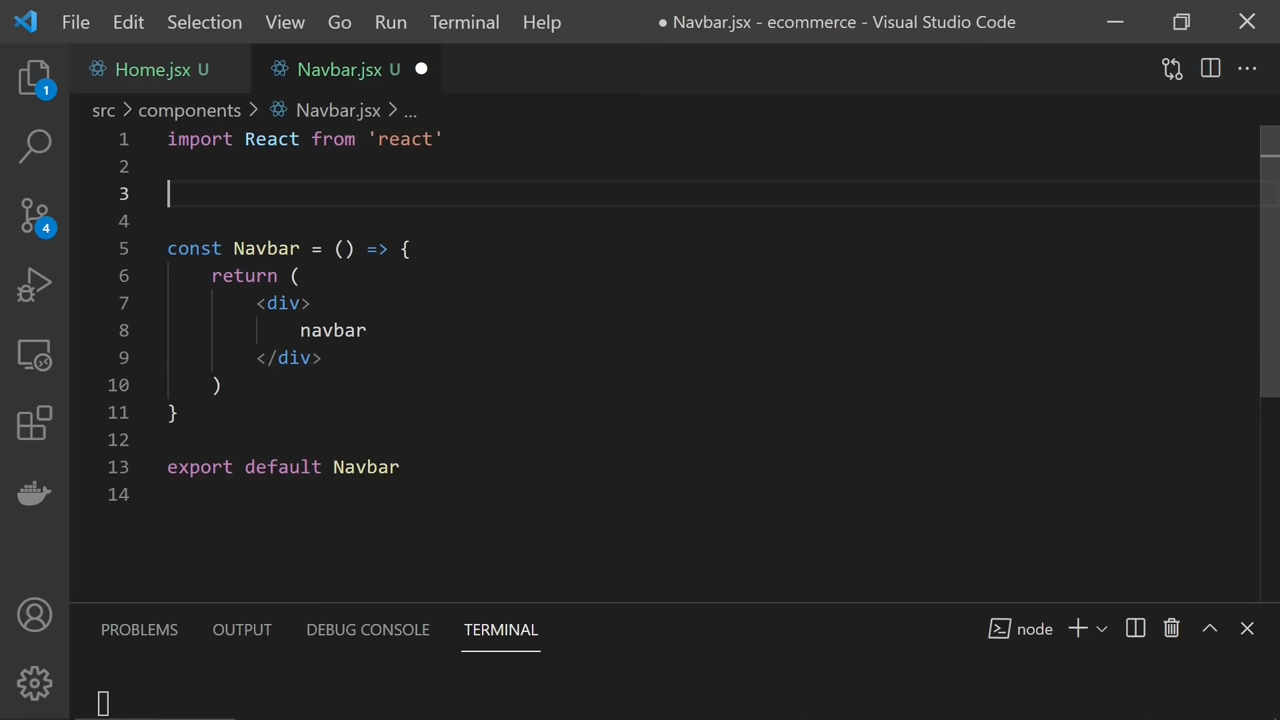 File Edit Selection View Go Run Terminal Help ● Navbar.jsx - ecommerce - Visual Studio Code
Home.jsx U Navbar.jsx U
src > components > Navbar.jsx > ...
1 import React from 'react'
2
3
4
5 const Navbar = () => {
6 return (
7 <div>
8 navbar
9 </div>
10 )
11 }
12
13 export default Navbar
14
1
4
PROBLEMS OUTPUT DEBUG CONSOLE TERMINAL node